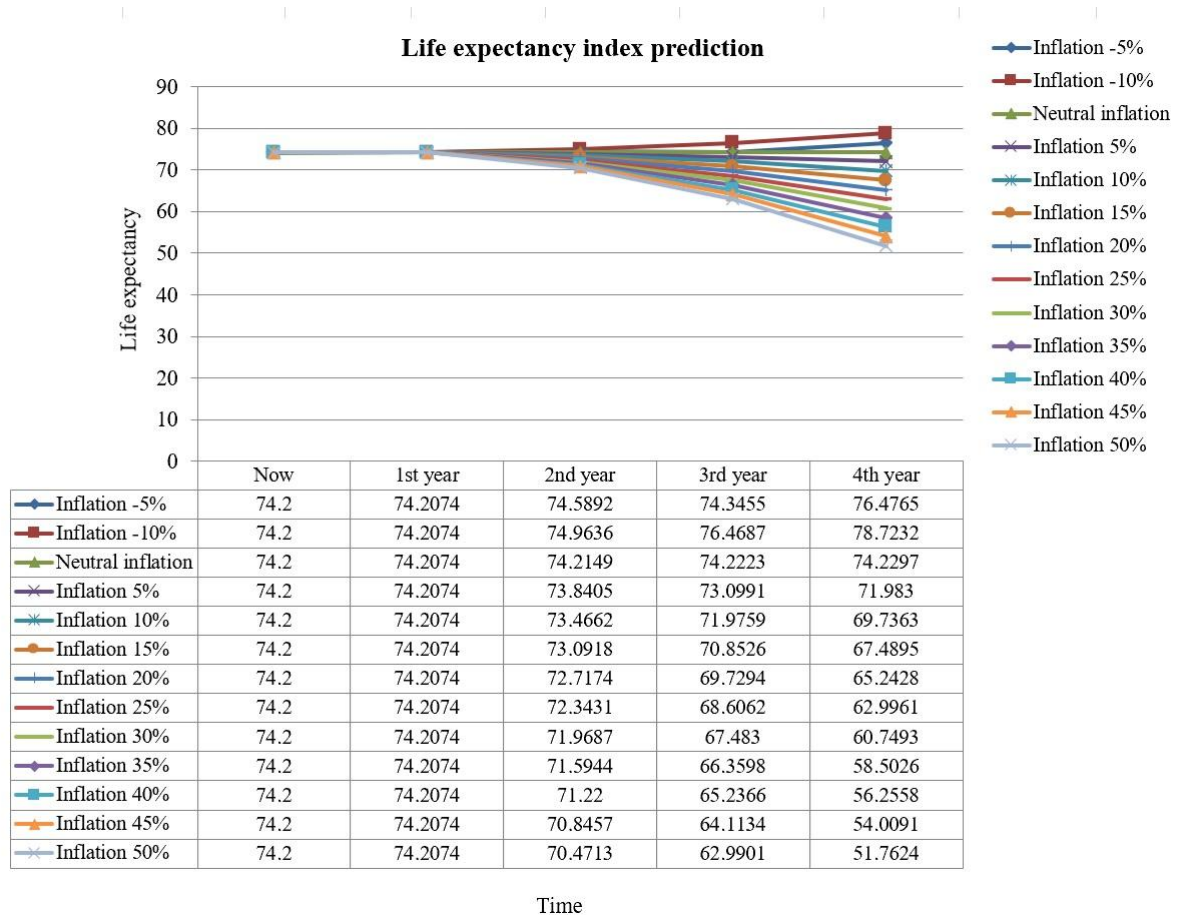 Life expectancy index prediction
Life expectancy
90
80
70
60
50
40
30
20
10
0
Inflation -5%
Inflation -10%
Neutral inflation
Inflation 5%
Inflation 10%
Inflation 15%
Inflation 20%
Inflation 25%
Inflation 30%
Inflation 35%
Inflation 40%
Inflation 45%
Inflation 50%
Now 1st year 2nd year 3rd year 4th year
Inflation -5% 74.2 74.2074 74.5892 74.3455 76.4765
Inflation -10% 74.2 74.2074 74.9636 76.4687 78.7232
Neutral inflation 74.2 74.2074 74.2149 74.2223 74.2297
Inflation 5% 74.2 74.2074 73.8405 73.0991 71.983
Inflation 10% 74.2 74.2074 73.4662 71.9759 69.7363
Inflation 15% 74.2 74.2074 73.0918 70.8526 67.4895
Inflation 20% 74.2 74.2074 72.7174 69.7294 65.2428
Inflation 25% 74.2 74.2074 72.3431 68.6062 62.9961
Inflation 30% 74.2 74.2074 71.9687 67.483 60.7493
Inflation 35% 74.2 74.2074 71.5944 66.3598 58.5026
Inflation 40% 74.2 74.2074 71.22 65.2366 56.2558
Inflation 45% 74.2 74.2074 70.8457 64.1134 54.0091
Inflation 50% 74.2 74.2074 70.4713 62.9901 51.7624
Time